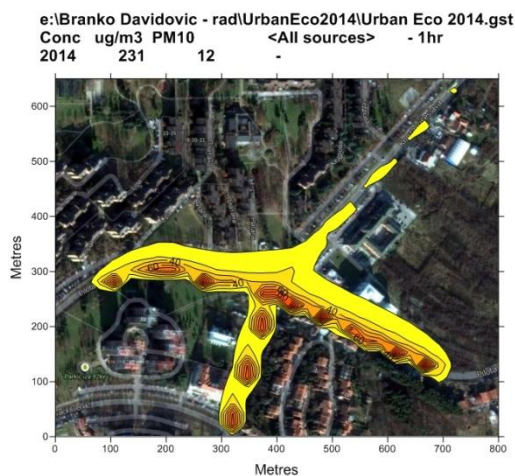 e:\Branko Davidovic - rad\UrbanEco2014\Urban Eco 2014.gst
Conc ug/m3 PM10 <All sources> - 1hr
2014 231 12 -
600
500
400
300
200
100
0
Metres
40
60
40
60
0 100 200 300 400 500 600 700 800
Metres